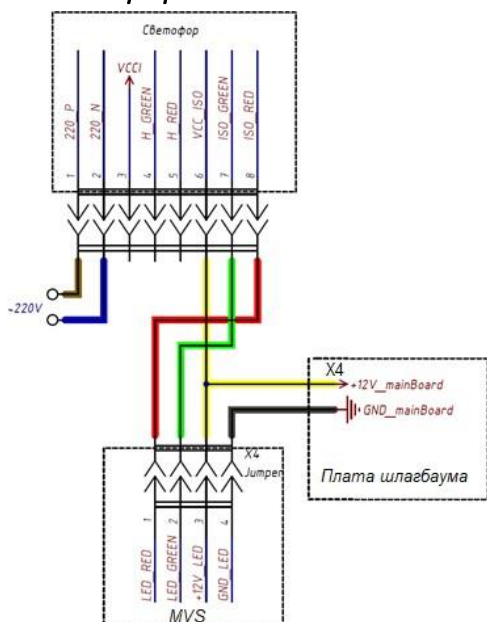 Светофор
220_P
220_N
VCCI
H_GREEN
H_RED
VCC_ISO
ISO_GREEN
ISO_RED
1 2 3 4 5 6 7 8
~220V
X4
+12V_mainBoard
GND_mainBoard
Плата шлагбаума
X4
Jumper
1 2 3 4
LED_RED
LED_GREEN
+12V_LED
GND_LED
MVS